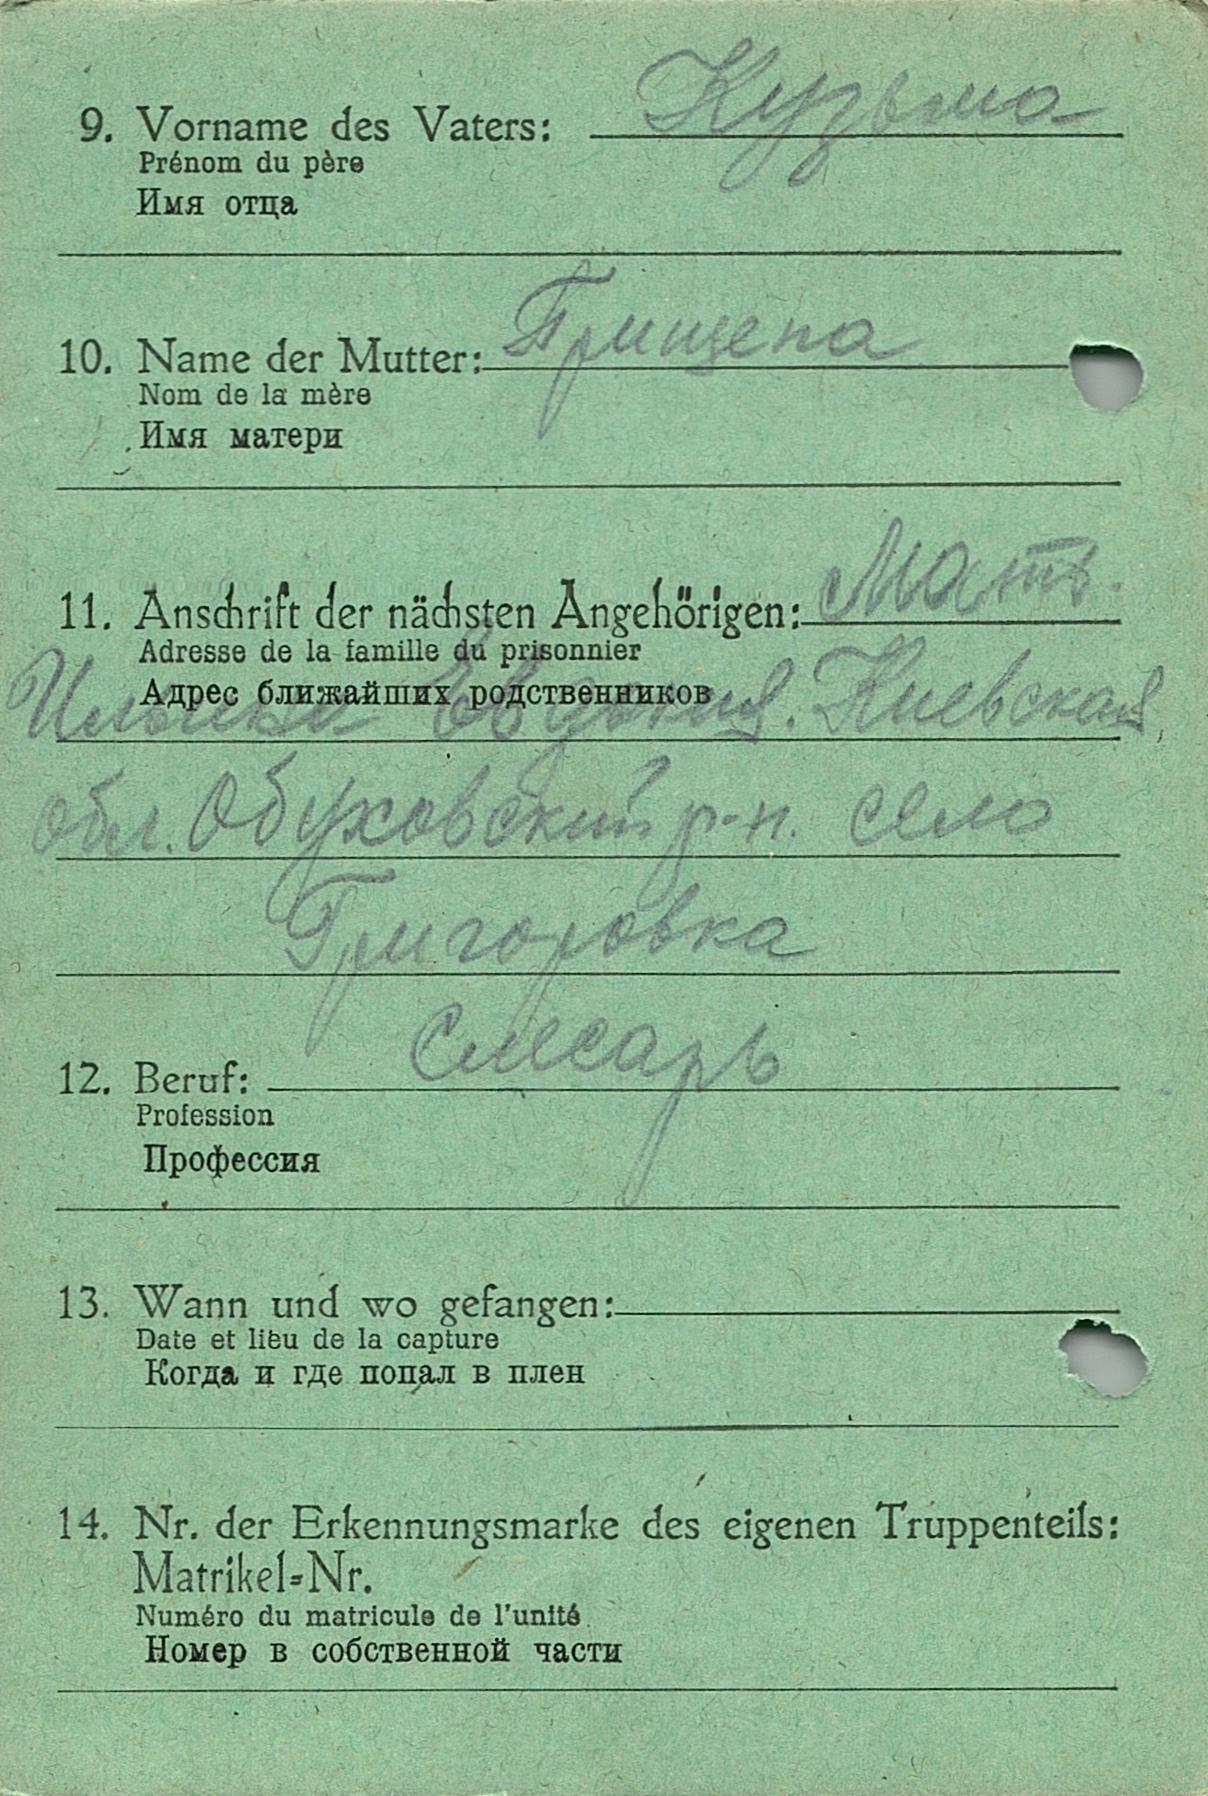 9. Vorname des Vaters: Кузьма
Prénom du père
Имя отца
10. Name der Mutter: Грищепа
Nom de la mère
Имя матери
11. Anschrift der nächsten Angehörigen: Мать.
Adresse de la famille du prisonnier
Адрес ближайших родственников
Евдокия. Киевская
обл. Обуховский р-н. село
Григоровка
12. Beruf: Слесарь
Profession
Профессия
13. Wann und wo gefangen:
Date et lieu de la capture
Когда и где попал в плен
14. Nr. der Erkennungsmarke des eigenen Truppenteils:
Matrikel=Nr.
Numéro du matricule de l'unité
Номер в собственной части